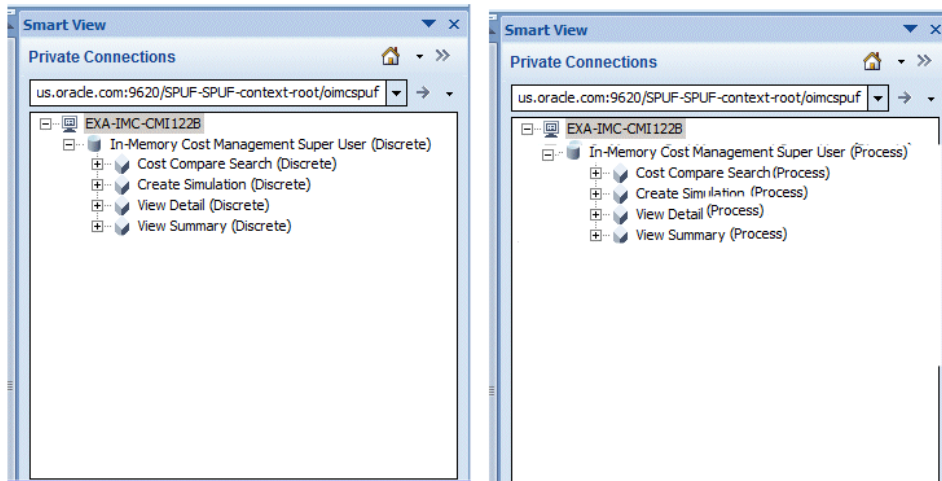 Smart View
Private Connections
us.oracle.com:9620/SPUF-SPUF-context-root/oimcspuf
EXA-IMC-CMI122B
In-Memory Cost Management Super User (Discrete)
Cost Compare Search (Discrete)
Create Simulation (Discrete)
View Detail (Discrete)
View Summary (Discrete)
Smart View
Private Connections
us.oracle.com:9620/SPUF-SPUF-context-root/oimcspuf
EXA-IMC-CMI122B
In-Memory Cost Management Super User (Process)
Cost Compare Search (Process)
Create Simulation (Process)
View Detail (Process)
View Summary (Process)